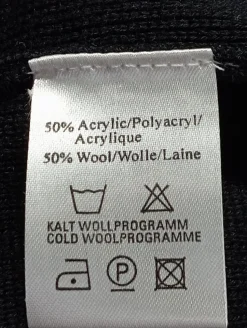 50% Acrylic/Polyacryl/
Acrylique
50% Wool/Wolle/Laine
KALT WOLLPROGRAMM
COLD WOOLPROGRAMME
P